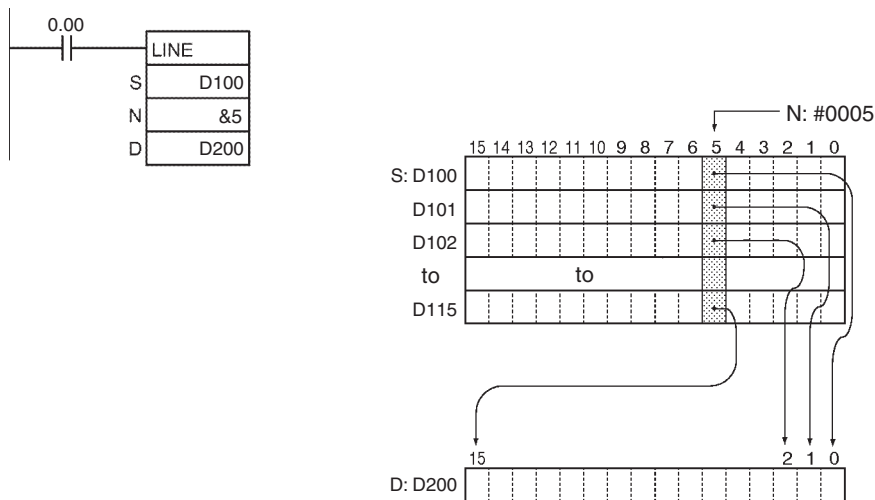 0.00
LINE
S D100
N &5
D D200
N: #0005
15 14 13 12 11 10 9 8 7 6 5 4 3 2 1 0
S: D100
D101
D102
to to
D115
15 2 1 0
D: D200